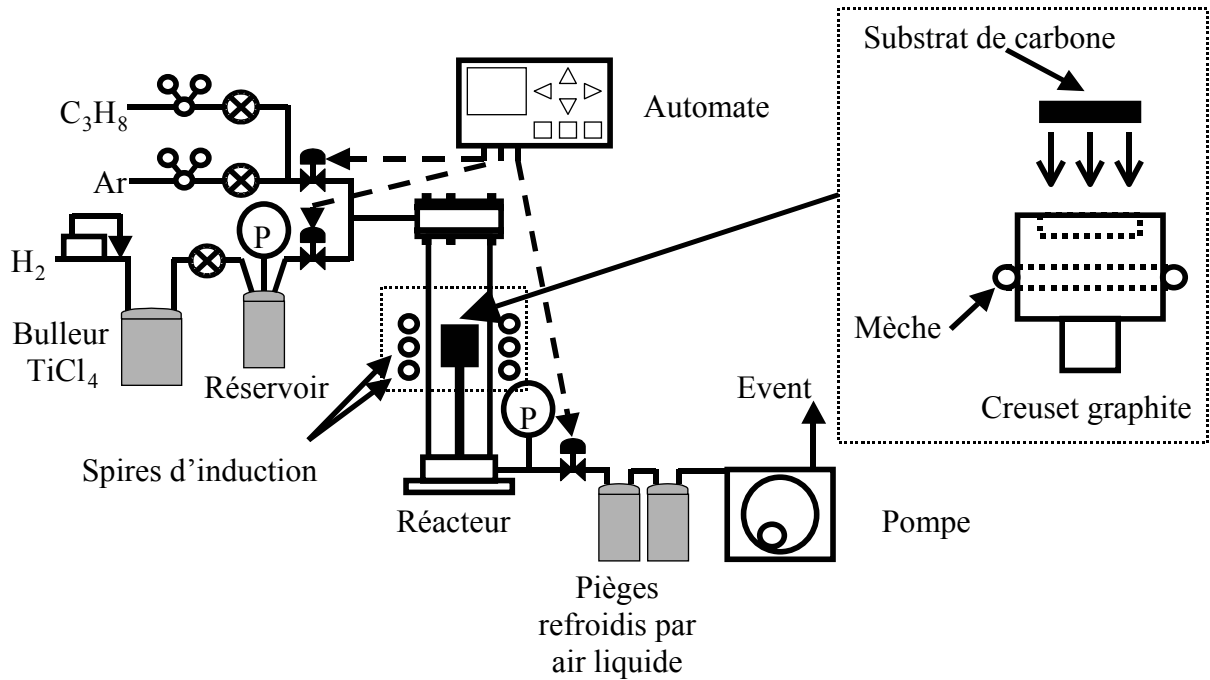 Substrat de carbone
C₃H₈
Automate
Ar
P
H₂
Mèche
Bulleur
TiCl₄
Réservoir
Event
P
Creuset graphite
Spires d’induction
Réacteur
Pompe
Pièges
refroidis par
air liquide